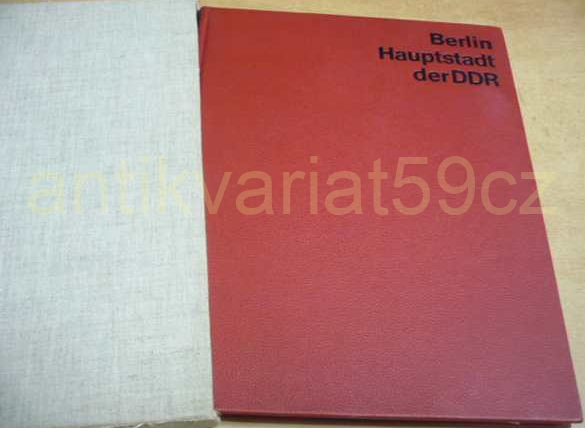 Berlin
Hauptstadt
der DDR
antikvariat59cz